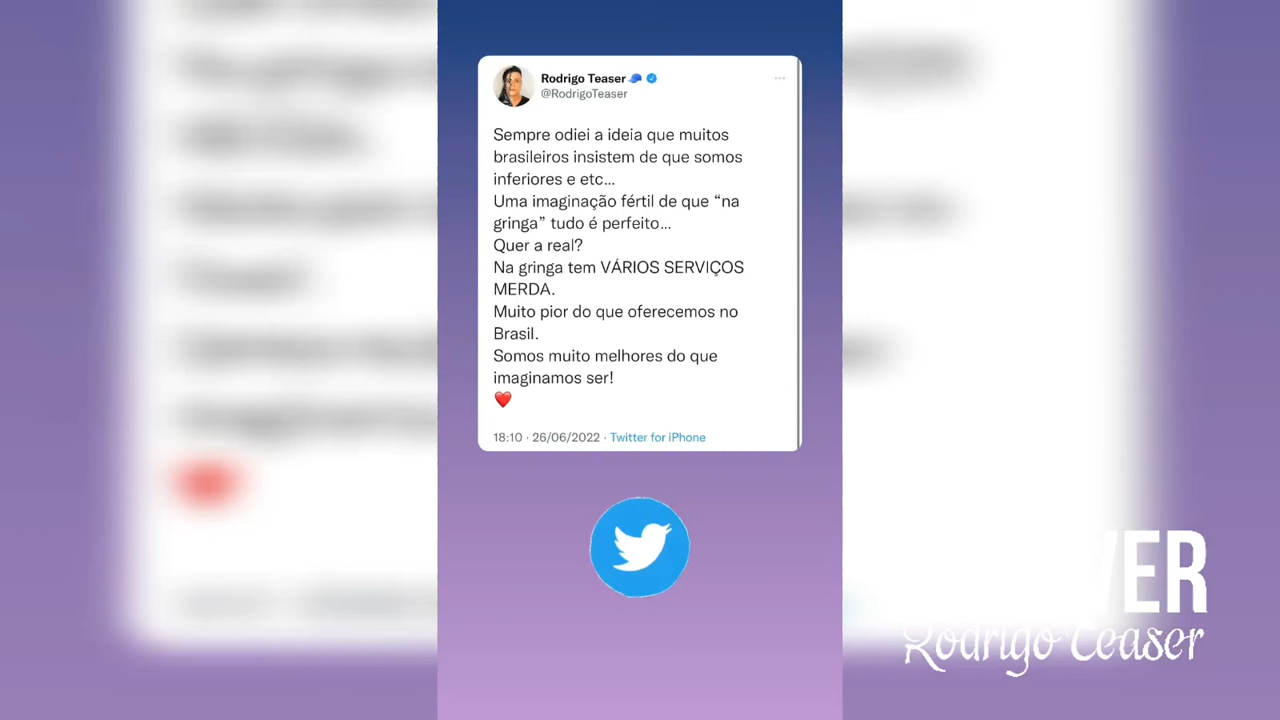 Rodrigo Teaser
@RodrigoTeaser
Sempre odiei a ideia que muitos
brasileiros insistem de que somos
inferiores e etc...
Uma imaginação fértil de que “na
gringa” tudo é perfeito...
Quer a real?
Na gringa tem VÁRIOS SERVIÇOS
MERDA.
Muito pior do que oferecemos no
Brasil.
Somos muito melhores do que
imaginamos ser!
18:10 · 26/06/2022 · Twitter for iPhone
Rodrigo Teaser